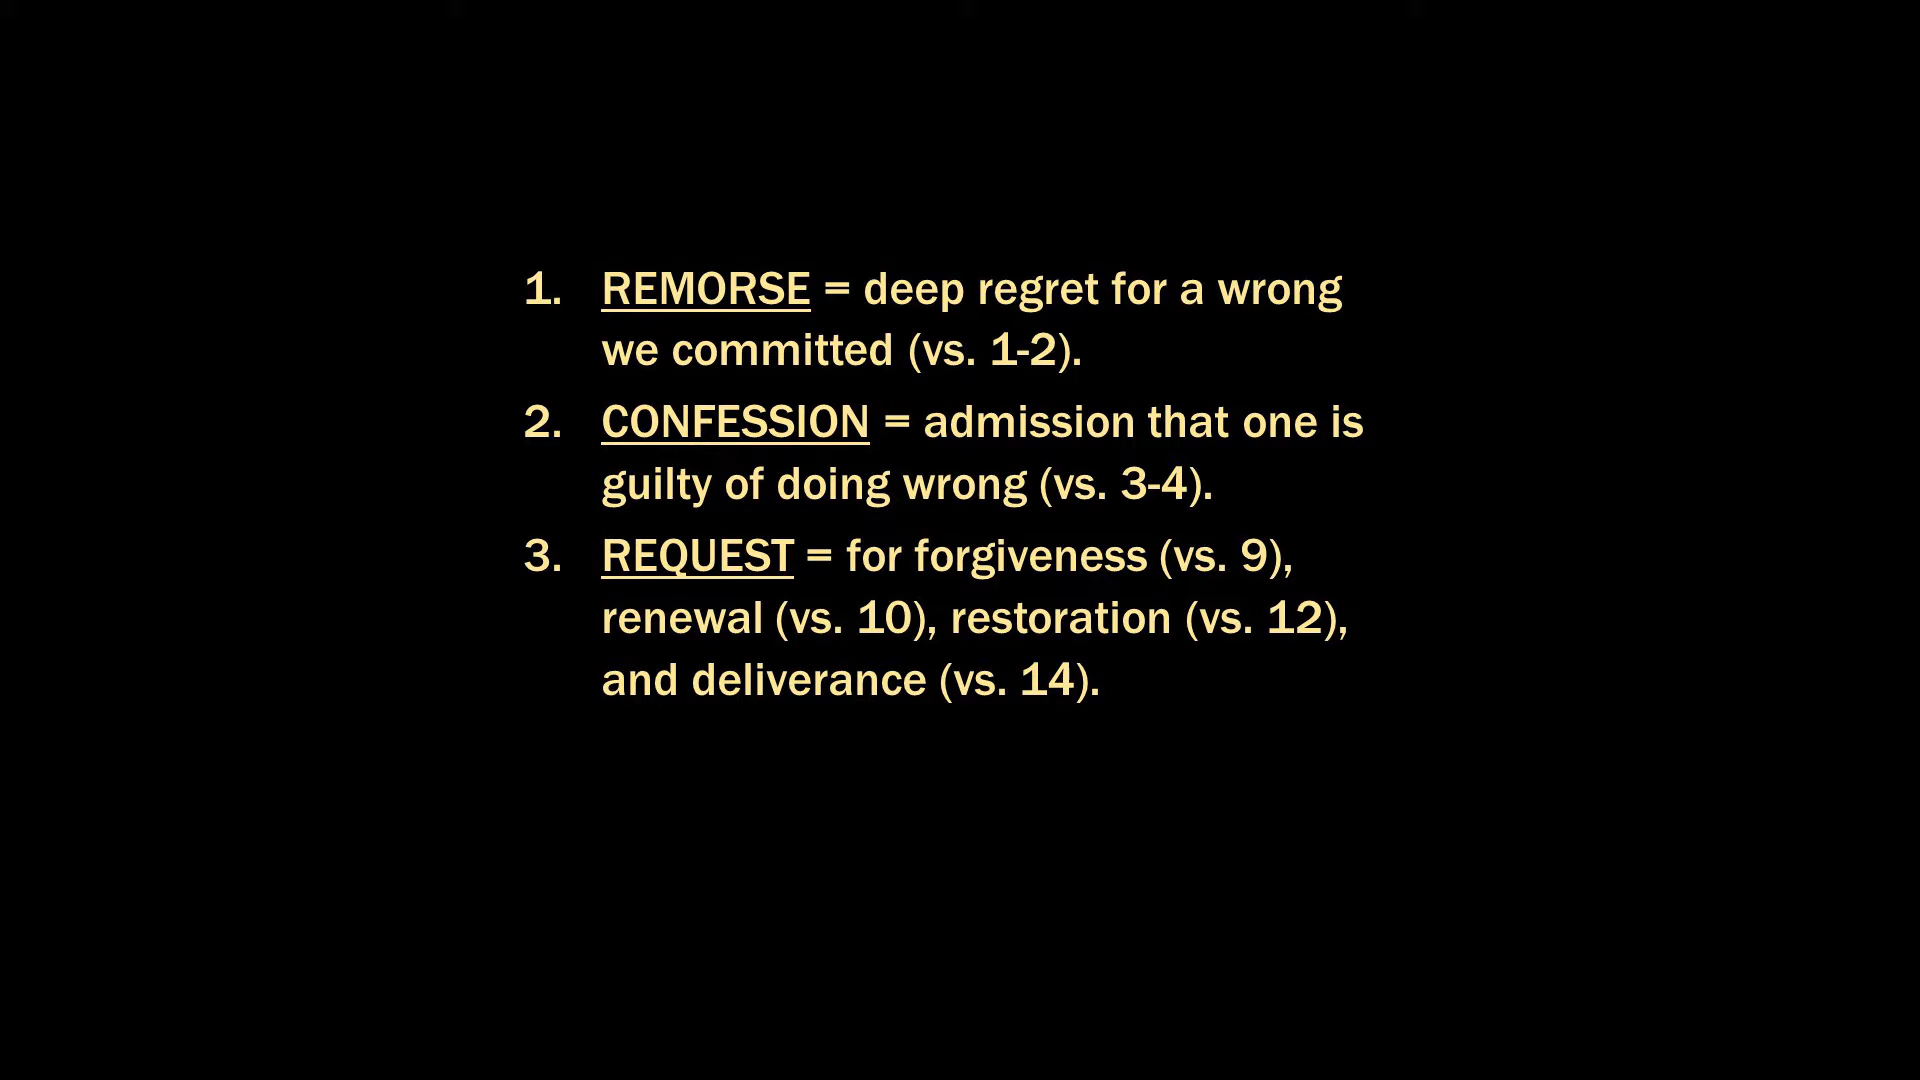 1. REMORSE = deep regret for a wrong
we committed (vs. 1-2).
2. CONFESSION = admission that one is
guilty of doing wrong (vs. 3-4).
3. REQUEST = for forgiveness (vs. 9),
renewal (vs. 10), restoration (vs. 12),
and deliverance (vs. 14).